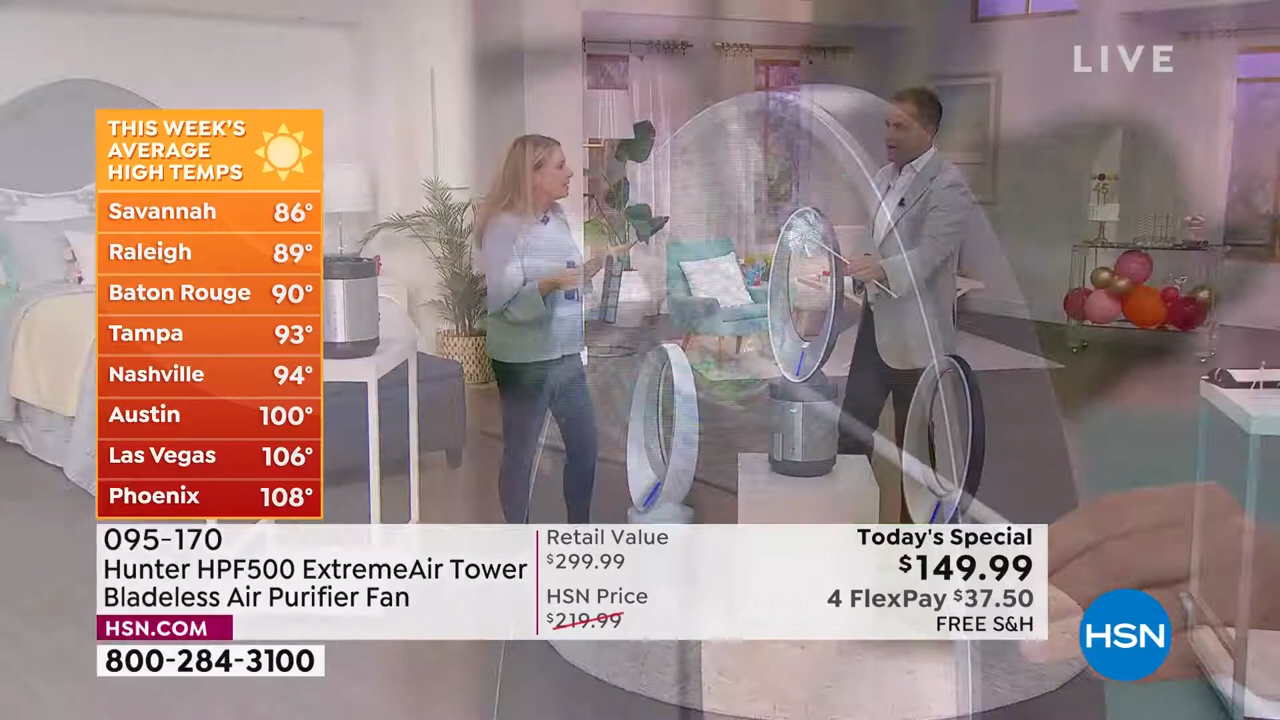 LIVE
THIS WEEK'S
AVERAGE
HIGH TEMPS
Savannah 86°
Raleigh 89°
Baton Rouge 90°
Tampa 93°
Nashville 94°
Austin 100°
Las Vegas 106°
Phoenix 108°
45
095-170
Hunter HPF500 ExtremeAir Tower
Bladeless Air Purifier Fan
HSN.COM
800-284-3100
Retail Value
$299.99
HSN Price
$219.99
Today's Special
$149.99
4 FlexPay $37.50
FREE S&H
HSN